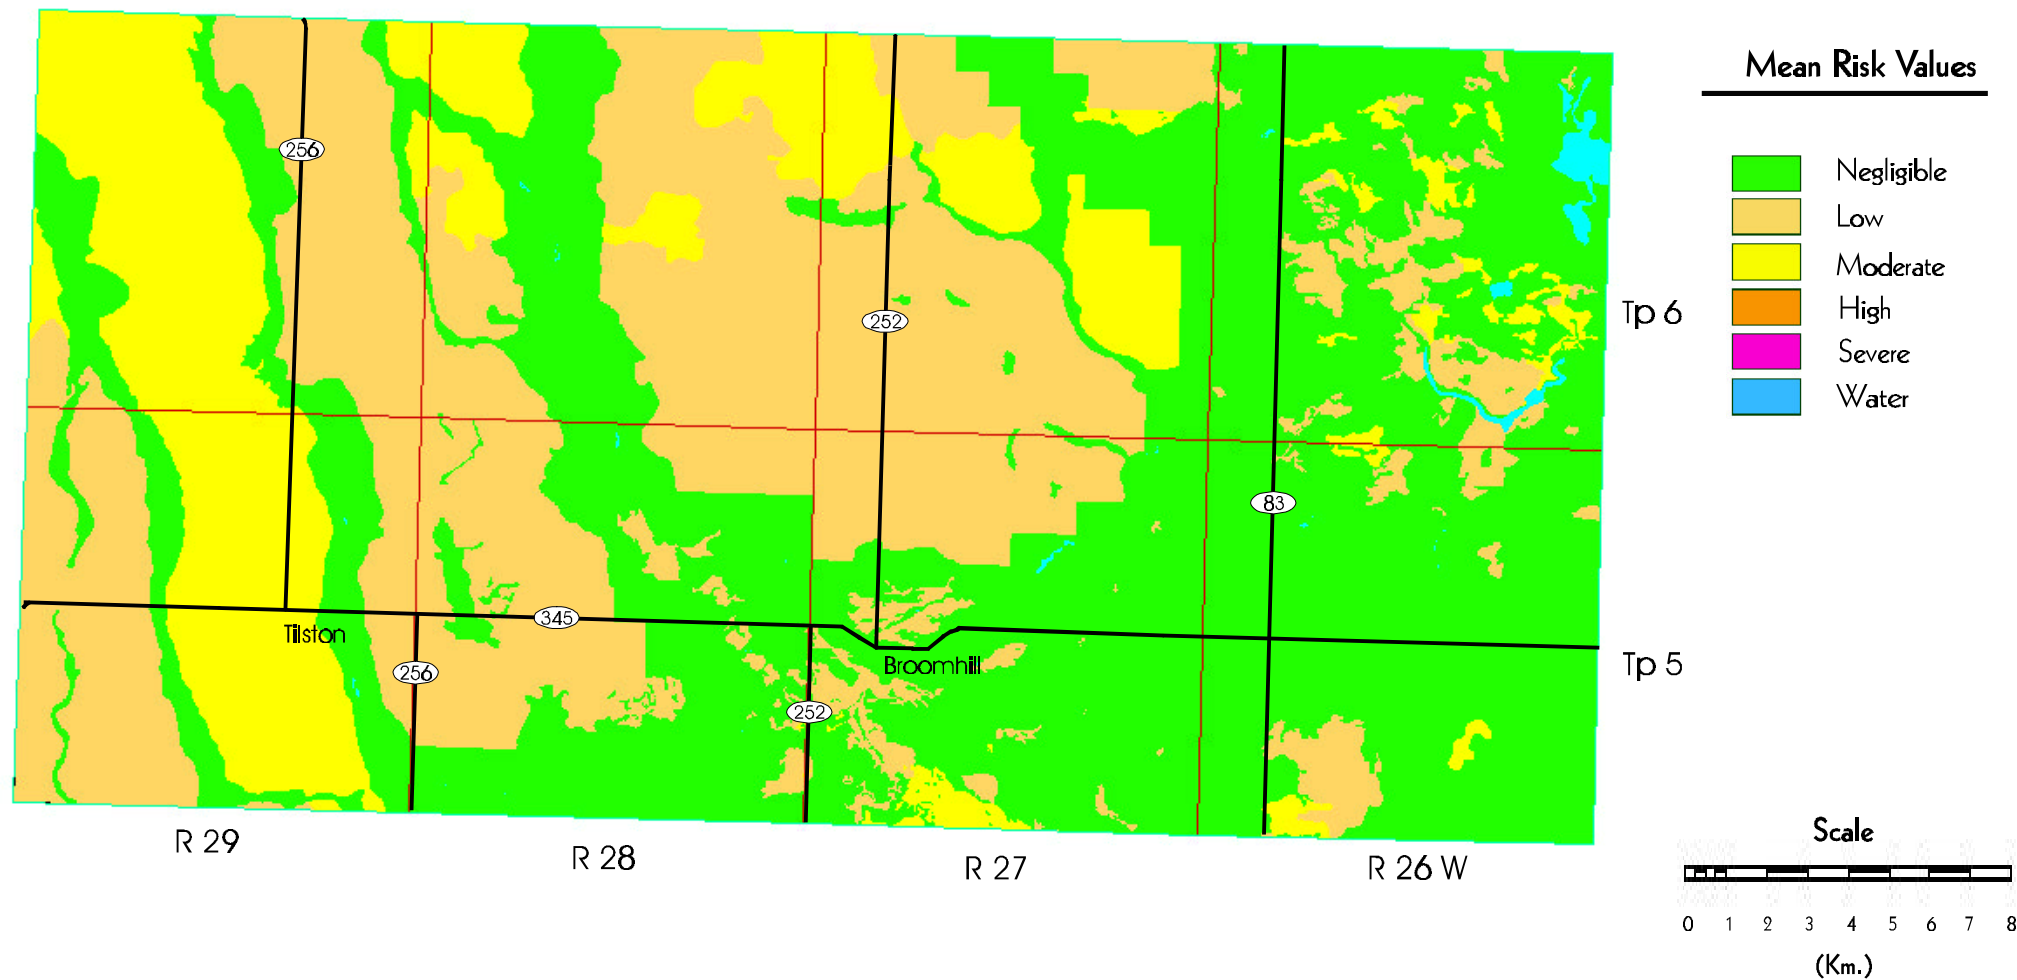 Mean Risk Values
Negligible
Low
Moderate
High
Severe
Water
256
252
Tp 6
83
345
Tilston
256
Broomhill
Tp 5
252
R 29
R 28
R 27
R 26 W
Scale
0 1 2 3 4 5 6 7 8
(Km.)